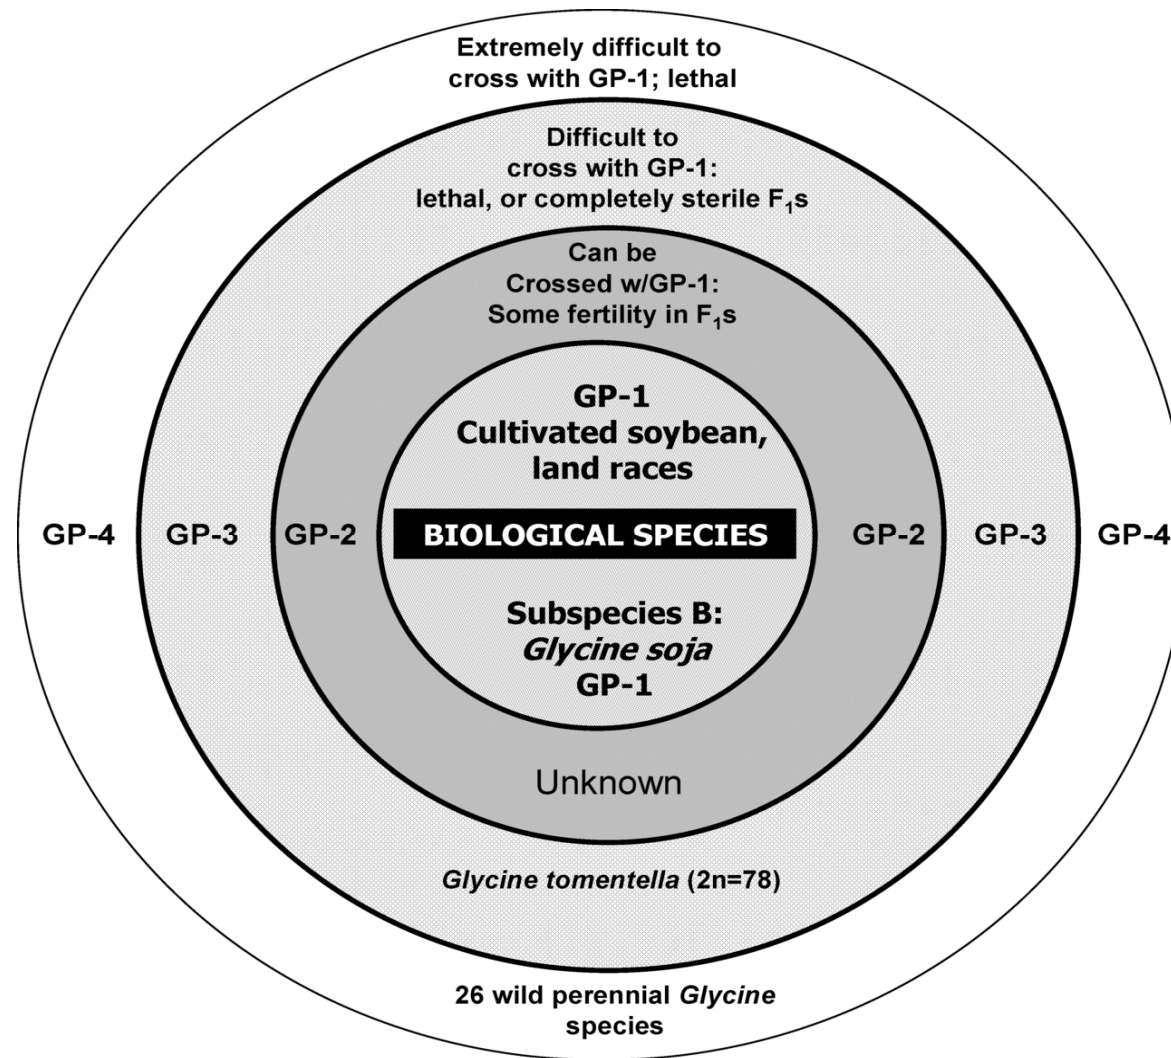 Extremely difficult to
cross with GP-1; lethal
Difficult to
cross with GP-1:
lethal, or completely sterile F₁s
Can be
Crossed w/GP-1:
Some fertility in F₁s
GP-1
Cultivated soybean,
land races
GP-4 GP-3 GP-2 BIOLOGICAL SPECIES GP-2 GP-3 GP-4
Subspecies B:
Glycine soja
GP-1
Unknown
Glycine tomentella (2n=78)
26 wild perennial Glycine
species